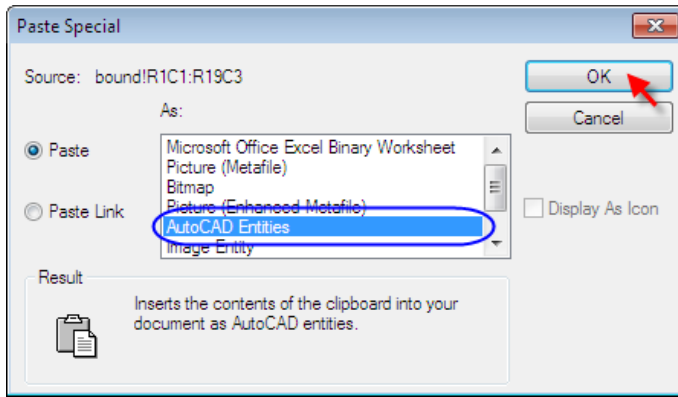 Paste Special
Source: bound!R1C1:R19C3
OK
As:
Cancel
Paste
Microsoft Office Excel Binary Worksheet
Picture (Metafile)
Bitmap
Paste Link
Picture (Enhanced Metafile)
Display As Icon
AutoCAD Entities
Image Entity
Result
Inserts the contents of the clipboard into your
document as AutoCAD entities.